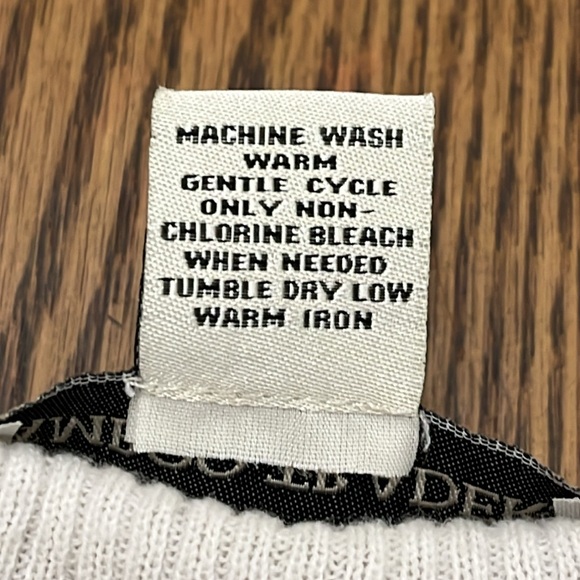 MACHINE WASH
WARM
GENTLE CYCLE
ONLY NON-
CHLORINE BLEACH
WHEN NEEDED
TUMBLE DRY LOW
WARM IRON